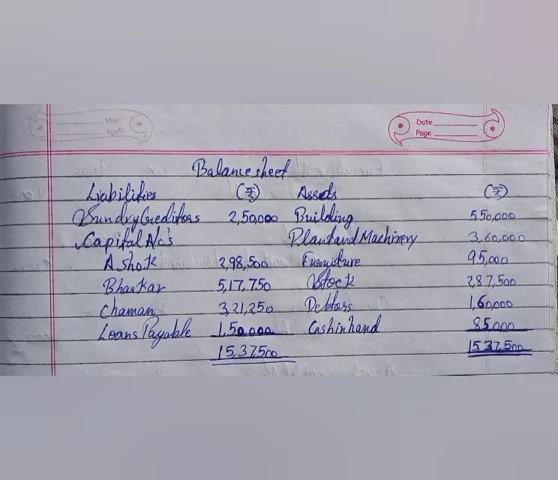 Date
Page
Balance sheet
Liabilities (₹) Assets (₹)
Sundry Creditors 2,50,000 Building 5,50,000
Capital A/c's Plant and Machinery 3,60,000
Ashok 2,98,500 Furniture 95,000
Bhaskar 5,17,750 Stock 2,87,500
Chaman 3,21,250 Debtors 1,60,000
Loans Payable 1,50,000 Cash in hand 85,000
15,37,500 15,37,500